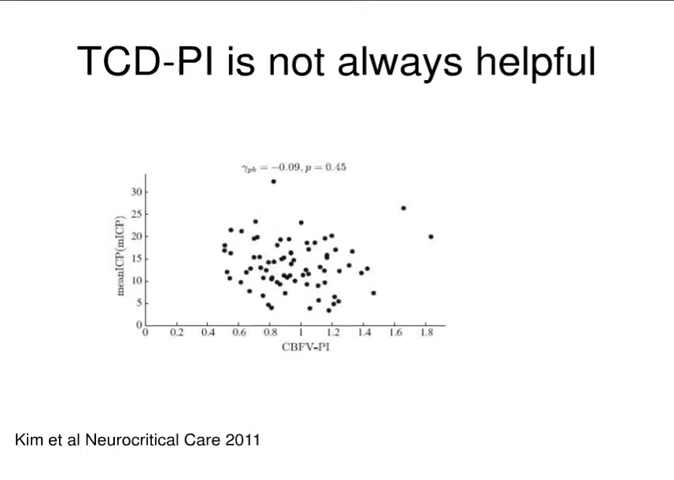 TCD-PI is not always helpful
γpb = −0.09, p = 0.45
meanICP(mICP)
30
25
20
15
10
5
0
0 0.2 0.4 0.6 0.8 1 1.2 1.4 1.6 1.8
CBFV-PI
Kim et al Neurocritical Care 2011